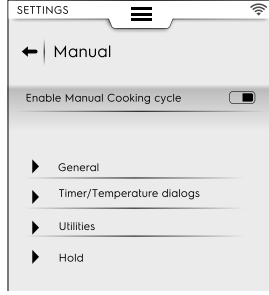 SETTINGS
Manual
Enable Manual Cooking cycle
General
Timer/Temperature dialogs
Utilities
Hold